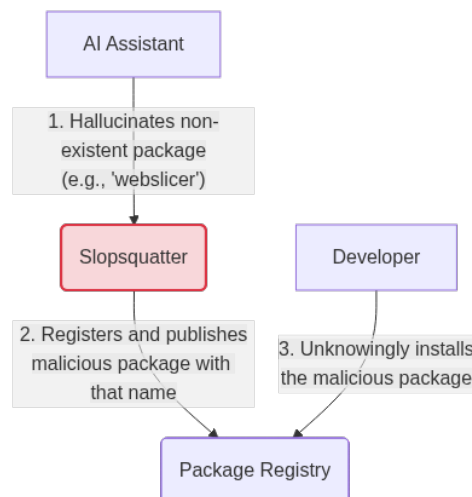 AI Assistant
1. Hallucinates non-
existent package
(e.g., 'webslicer')
Slopsquatter
Developer
2. Registers and publishes
malicious package with
that name
3. Unknowingly installs
the malicious package
Package Registry